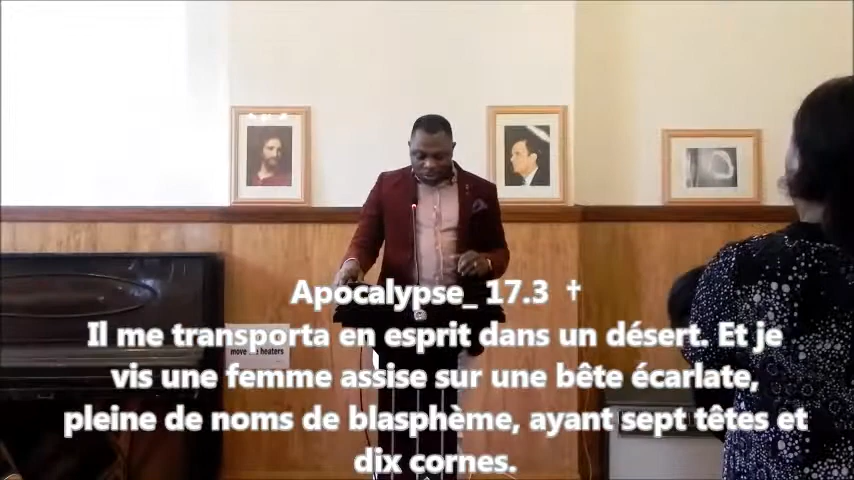 Apocalypse_ 17.3 ✝
Il me transporta en esprit, dans un désert. Et je
vis une femme assise sur une bête écarlate,
pleine de noms de blasphème, ayant sept têtes et
dix cornes.
heaters